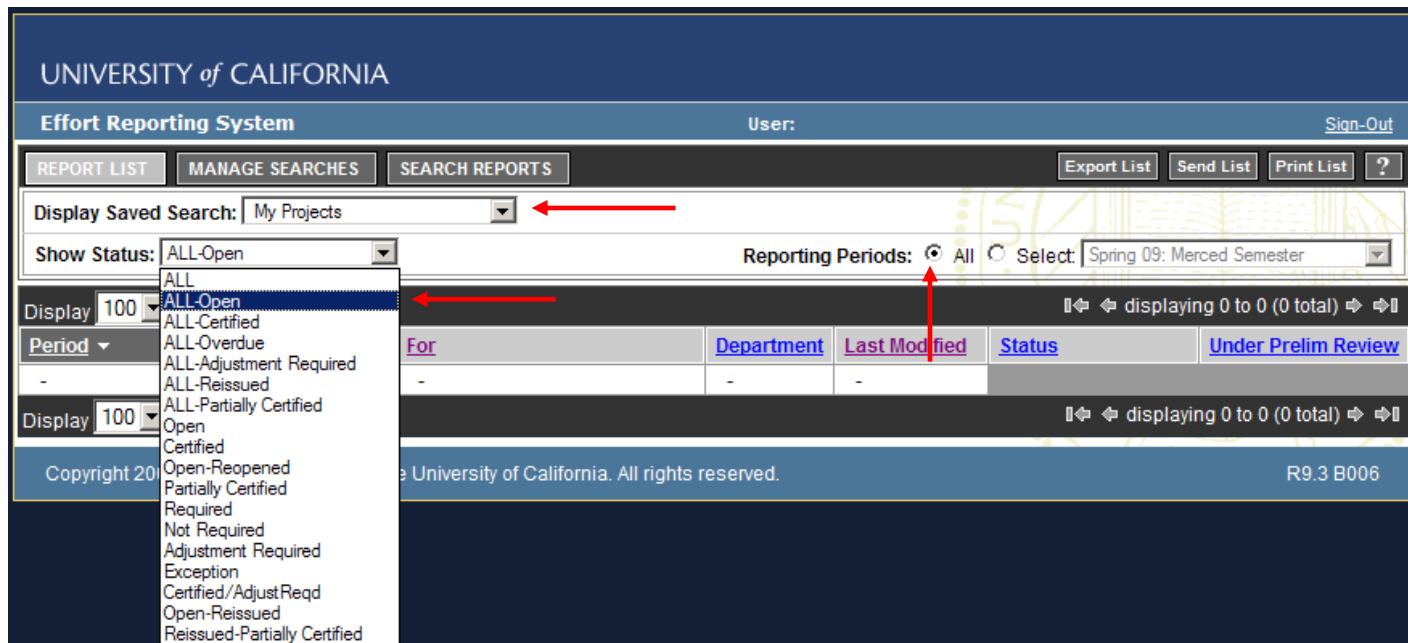 UNIVERSITY of CALIFORNIA
Effort Reporting System User: Sign-Out
REPORT LIST MANAGE SEARCHES SEARCH REPORTS Export List Send List Print List ?
Display Saved Search: My Projects
Show Status: ALL-Open Reporting Periods: All Select: Spring 09: Merced Semester
ALL
ALL-Open
ALL-Certified
ALL-Overdue
ALL-Adjustment Required
ALL-Reissued
ALL-Partially Certified
Open
Certified
Open-Reopened
Partially Certified
Required
Not Required
Adjustment Required
Exception
Certified/AdjustReqd
Open-Reissued
Reissued-Partially Certified
Display 100 displaying 0 to 0 (0 total)
Period For Department Last Modified Status Under Prelim Review
- - - -
Display 100 displaying 0 to 0 (0 total)
Copyright 20 e University of California. All rights reserved. R9.3 B006